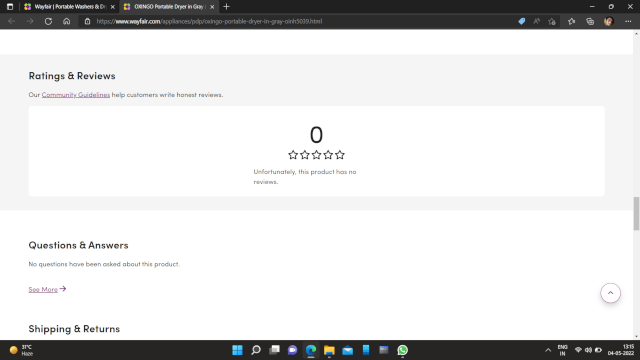 Wayfair | Portable Washers & D
OXINGO Portable Dryer in Gray |
https://www.wayfair.com/appliances/pdp/oxingo-portable-dryer-in-gray-sinh5039.html
Ratings & Reviews
Our Community Guidelines help customers write honest reviews.
0
Unfortunately, this product has no
reviews.
Questions & Answers
No questions have been asked about this product.
See More
Shipping & Returns
31°C
Haze
ENG
IN
13:15
04-05-2022